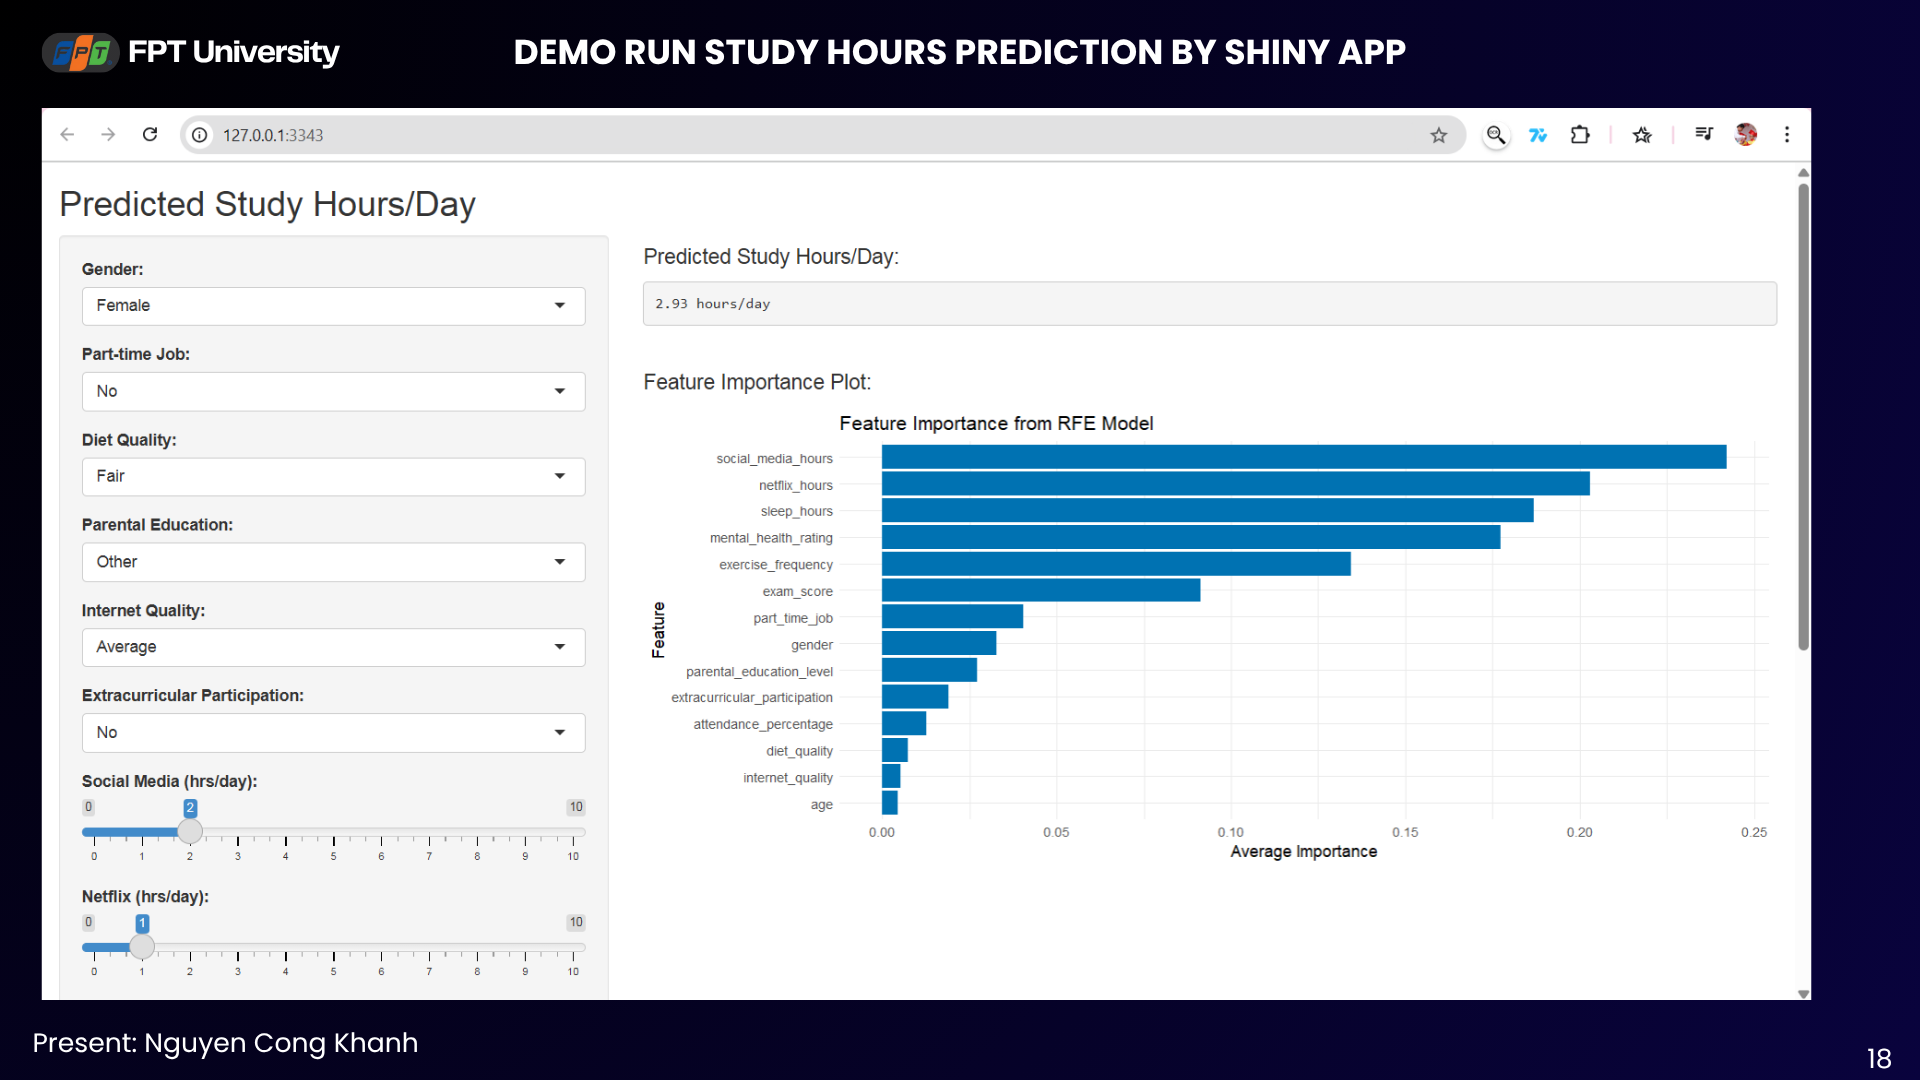 FPT
FPT University
DEMO RUN STUDY HOURS PREDICTION BY SHINY APP
127.0.0.1:3343
Predicted Study Hours/Day
Gender:
Female
Part-time Job:
No
Diet Quality:
Fair
Parental Education:
Other
Internet Quality:
Average
Extracurricular Participation:
No
Social Media (hrs/day):
0 2 10
0 1 2 3 4 5 6 7 8 9 10
Netflix (hrs/day):
0 1 10
0 1 2 3 4 5 6 7 8 9 10
Predicted Study Hours/Day:
2.93 hours/day
Feature Importance Plot:
Feature Importance from RFE Model
Feature
social_media_hours
netflix_hours
sleep_hours
mental_health_rating
exercise_frequency
exam_score
part_time_job
gender
parental_education_level
extracurricular_participation
attendance_percentage
diet_quality
internet_quality
age
0.00 0.05 0.10 0.15 0.20 0.25
Average Importance
Present: Nguyen Cong Khanh
18